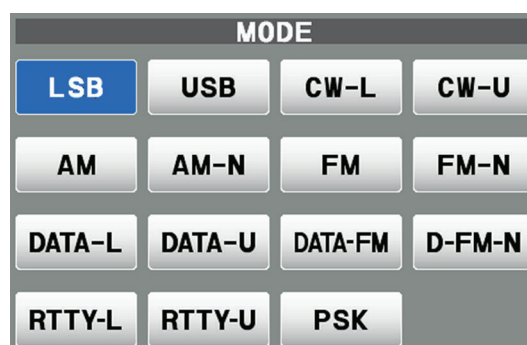 MODE
LSB USB CW-L CW-U
AM AM-N FM FM-N
DATA-L DATA-U DATA-FM D-FM-N
RTTY-L RTTY-U PSK